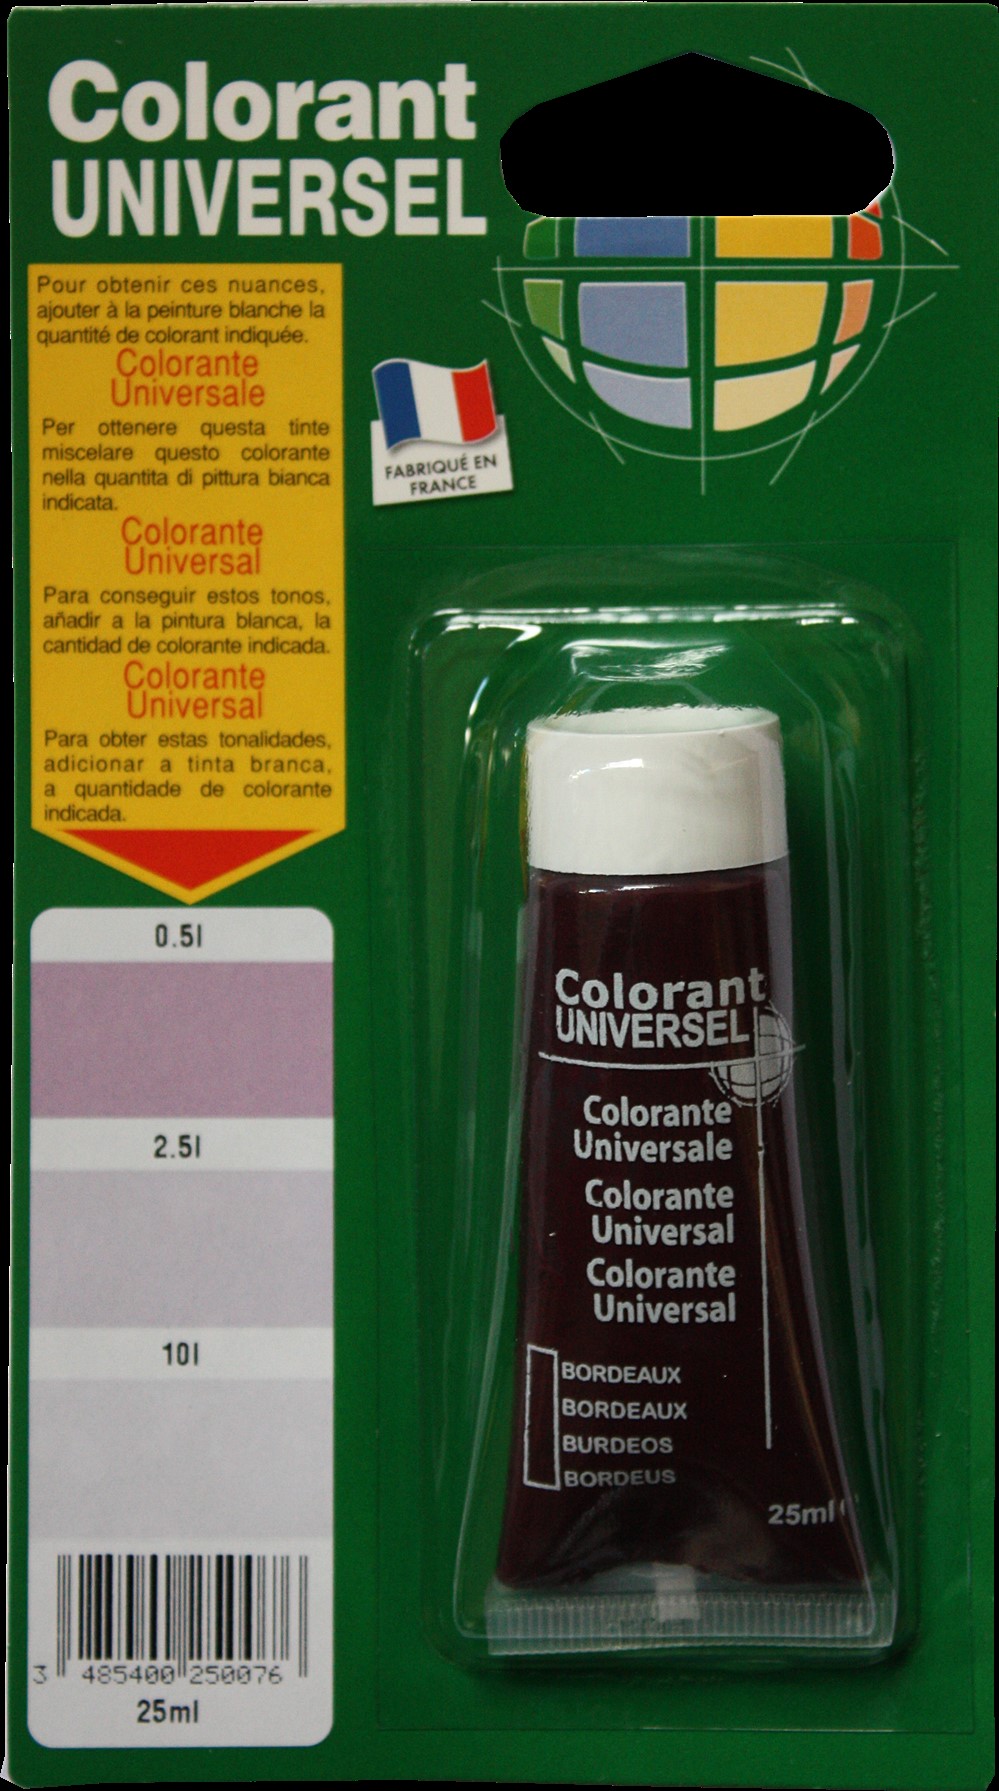 Colorant
UNIVERSEL
Pour obtenir ces nuances,
ajouter à la peinture blanche la
quantité de colorant indiquée.
Colorante
Universale
Per ottenere questa tinte
miscelare questo colorante
nella quantita di pittura bianca
indicata.
Colorante
Universal
Para conseguir estos tonos,
añadir a la pintura blanca, la
cantidad de colorante indicada.
Colorante
Universal
Para obter estas tonalidades,
adicionar a tinta branca,
a quantidade de colorante
indicada.
0.5l
2.5l
10l
3 485400 250076
25ml
FABRIQUÉ EN
FRANCE
Colorant
UNIVERSEL
Colorante
Universale
Colorante
Universal
Colorante
Universal
BORDEAUX
BORDEAUX
BURDEOS
BORDEUS
25ml